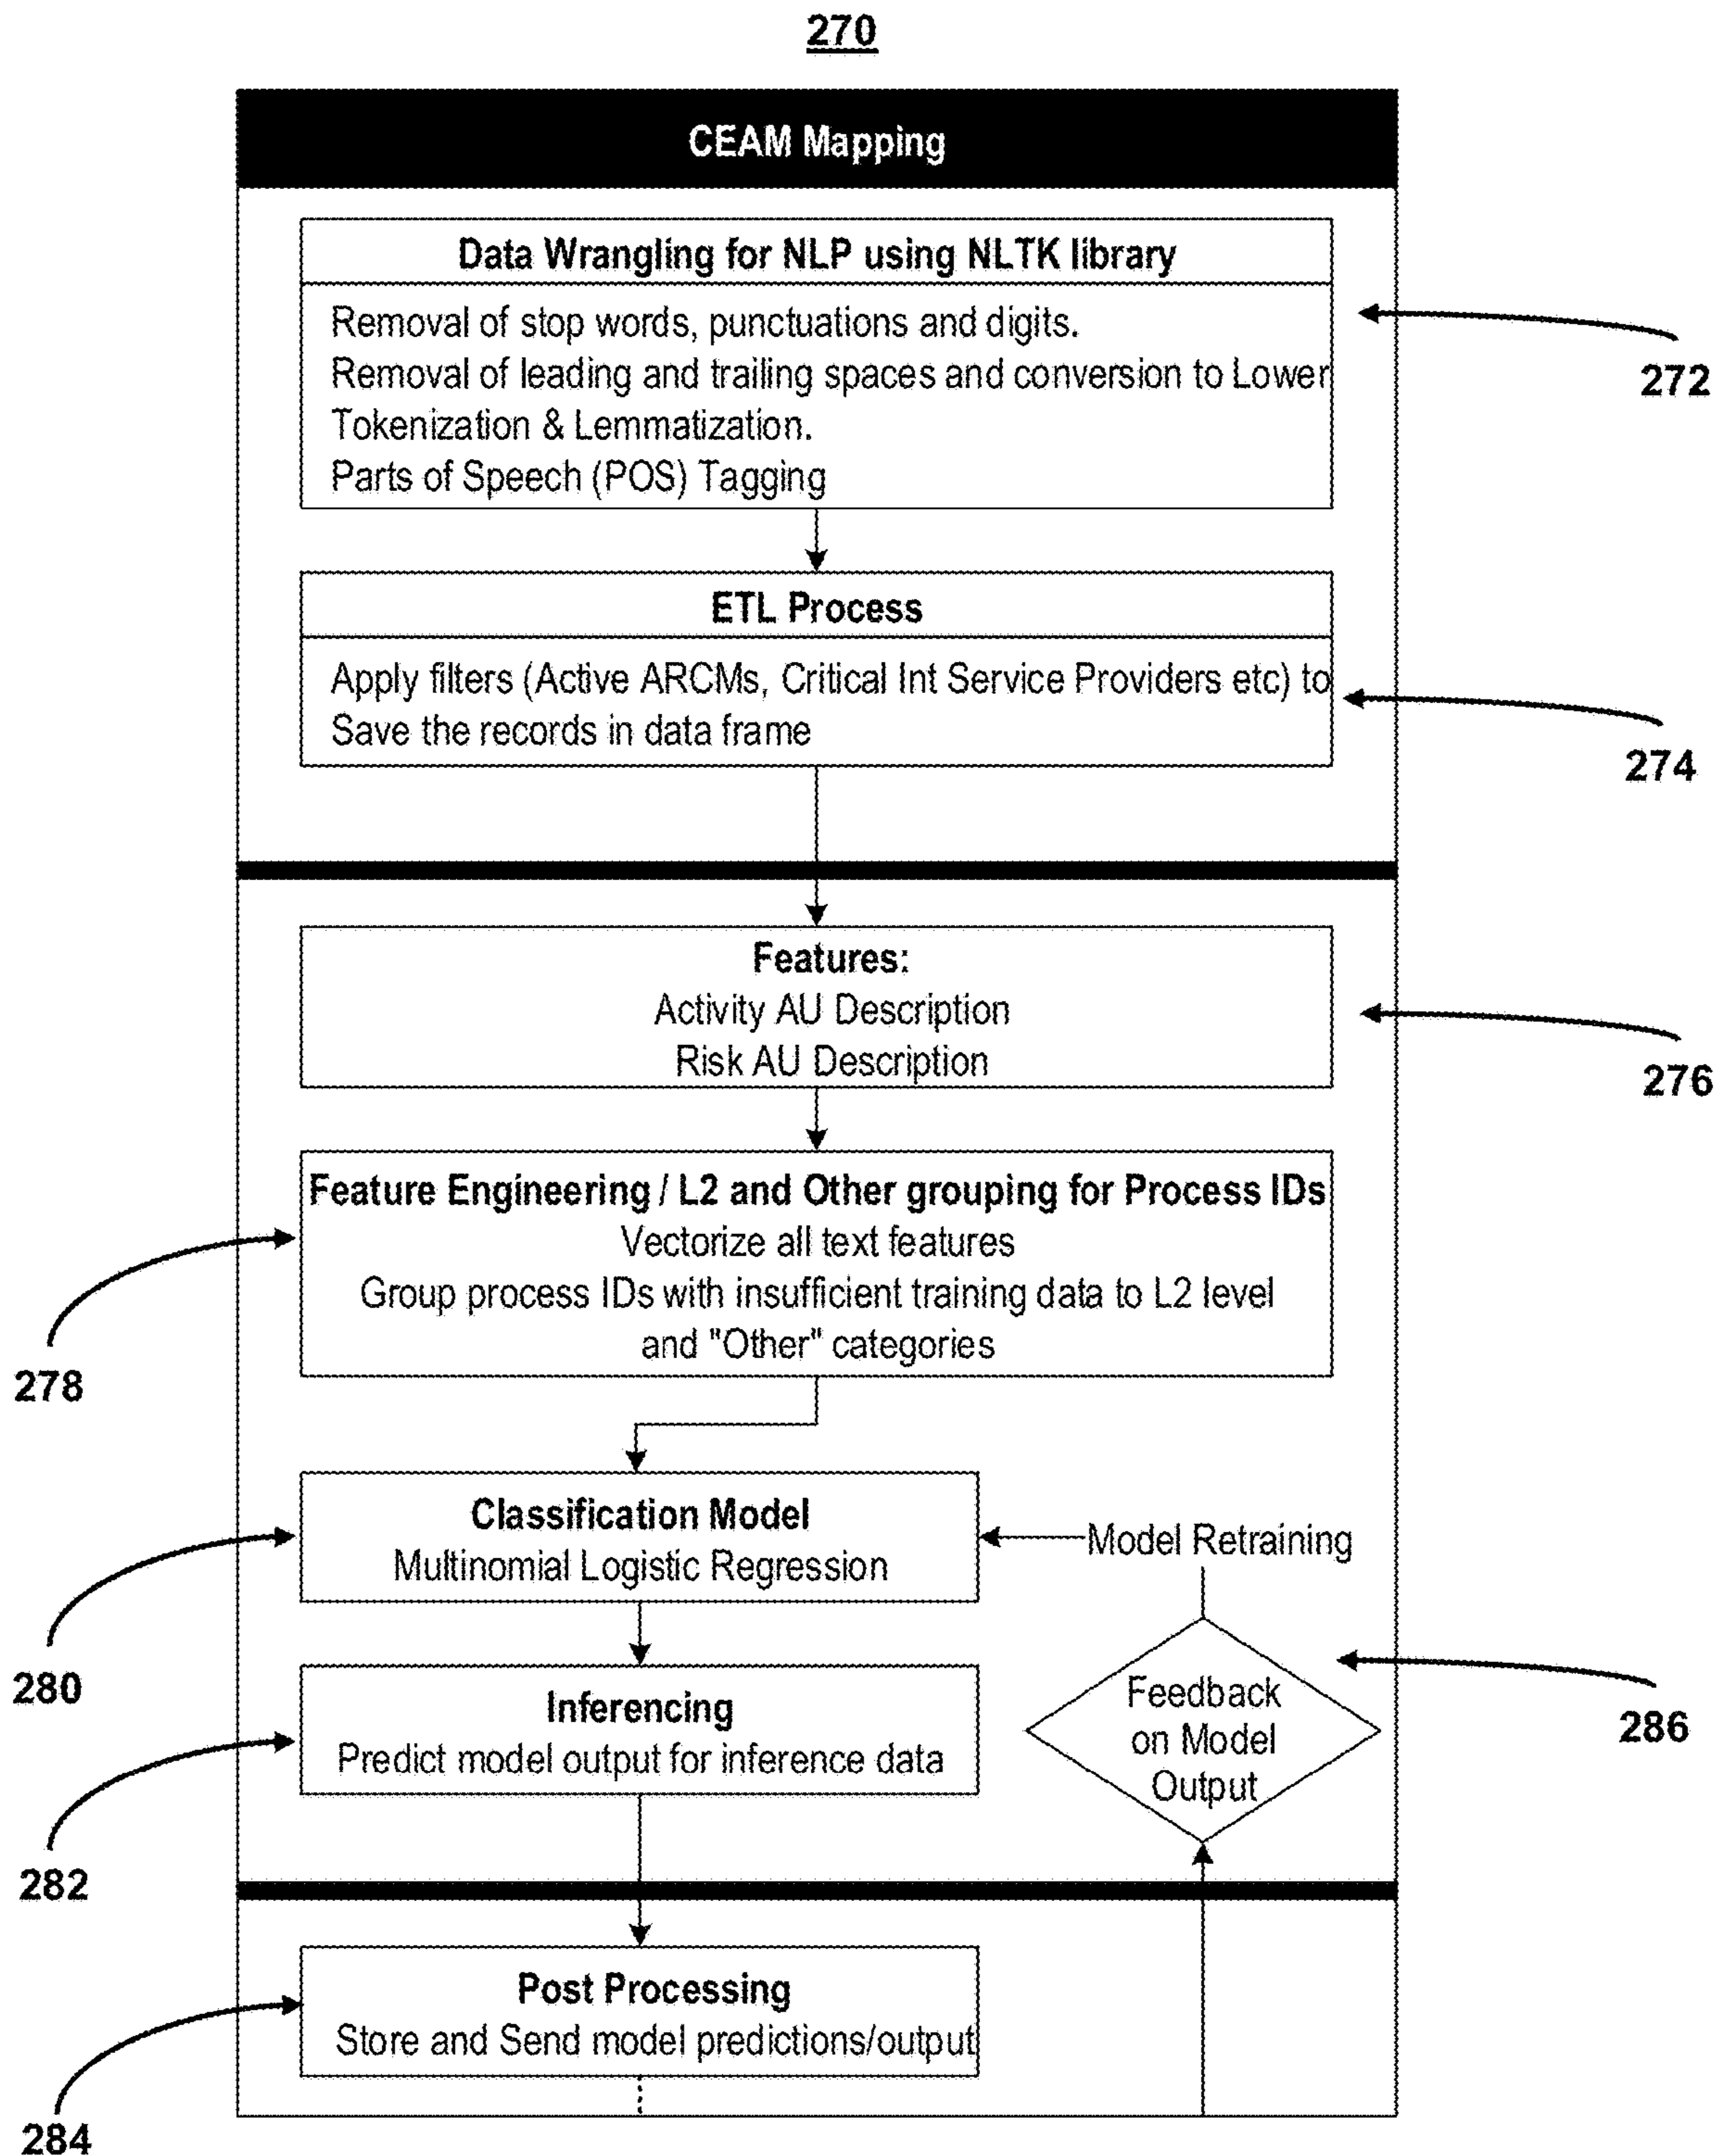 270
CEAM Mapping
Data Wrangling for NLP using NLTK library
Removal of stop words, punctuations and digits.
Removal of leading and trailing spaces and conversion to Lower
Tokenization & Lemmatization.
Parts of Speech (POS) Tagging
272
ETL Process
Apply filters (Active ARCMs, Critical Int Service Providers etc) to
Save the records in data frame
274
Features:
Activity AU Description
Risk AU Description
276
Feature Engineering / L2 and Other grouping for Process IDs
Vectorize all text features
Group process IDs with insufficient training data to L2 level
and "Other" categories
278
Classification Model
Multinomial Logistic Regression
280
Model Retraining
Feedback
on Model
Output
286
Inferencing
Predict model output for inference data
282
Post Processing
Store and Send model predictions/output
284